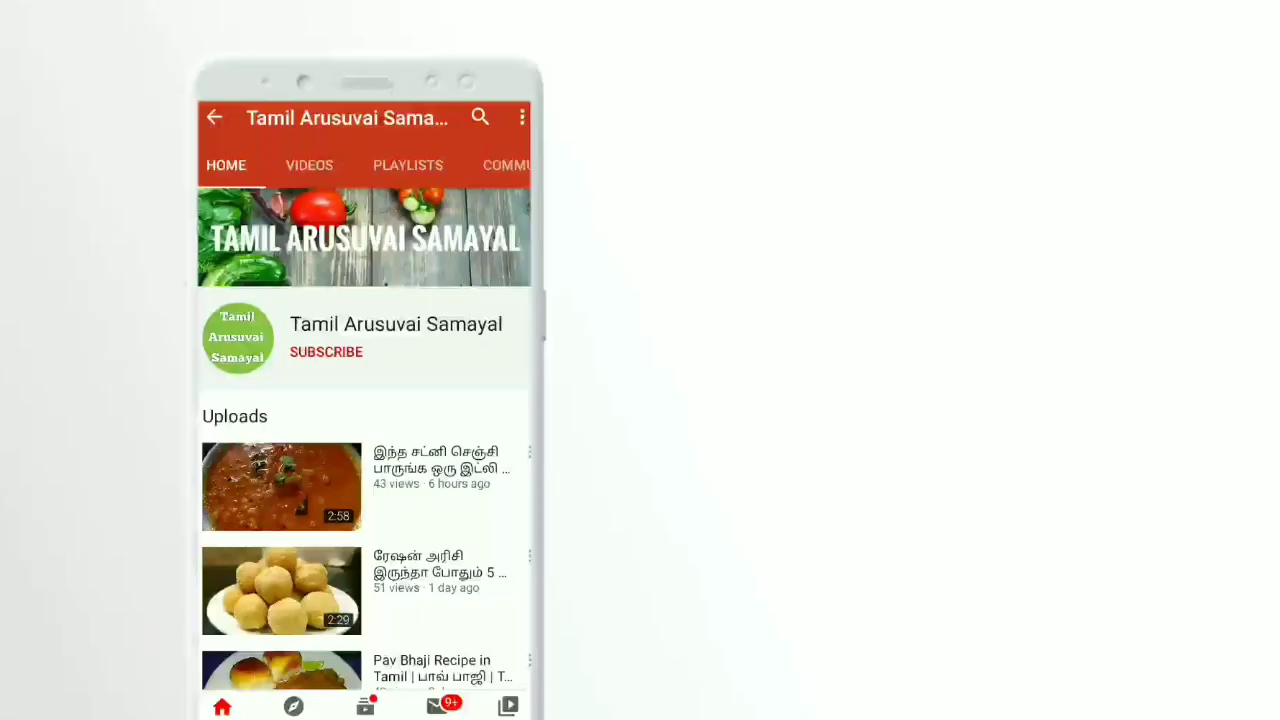 Tamil Arusuvai Sama...
HOME VIDEOS PLAYLISTS COMMU
TAMIL ARUSUVAI SAMAYAL
Tamil
Arusuvai
Samayal
Tamil Arusuvai Samayal
SUBSCRIBE
Uploads
இந்த சட்னி செஞ்சி
பாருங்க ஒரு இட்லி ...
43 views · 6 hours ago
2:58
ரேஷன் அரிசி
இருந்தா போதும் 5 ...
51 views · 1 day ago
2:29
Pav Bhaji Recipe in
Tamil | பாவ் பாஜி | T...
9+